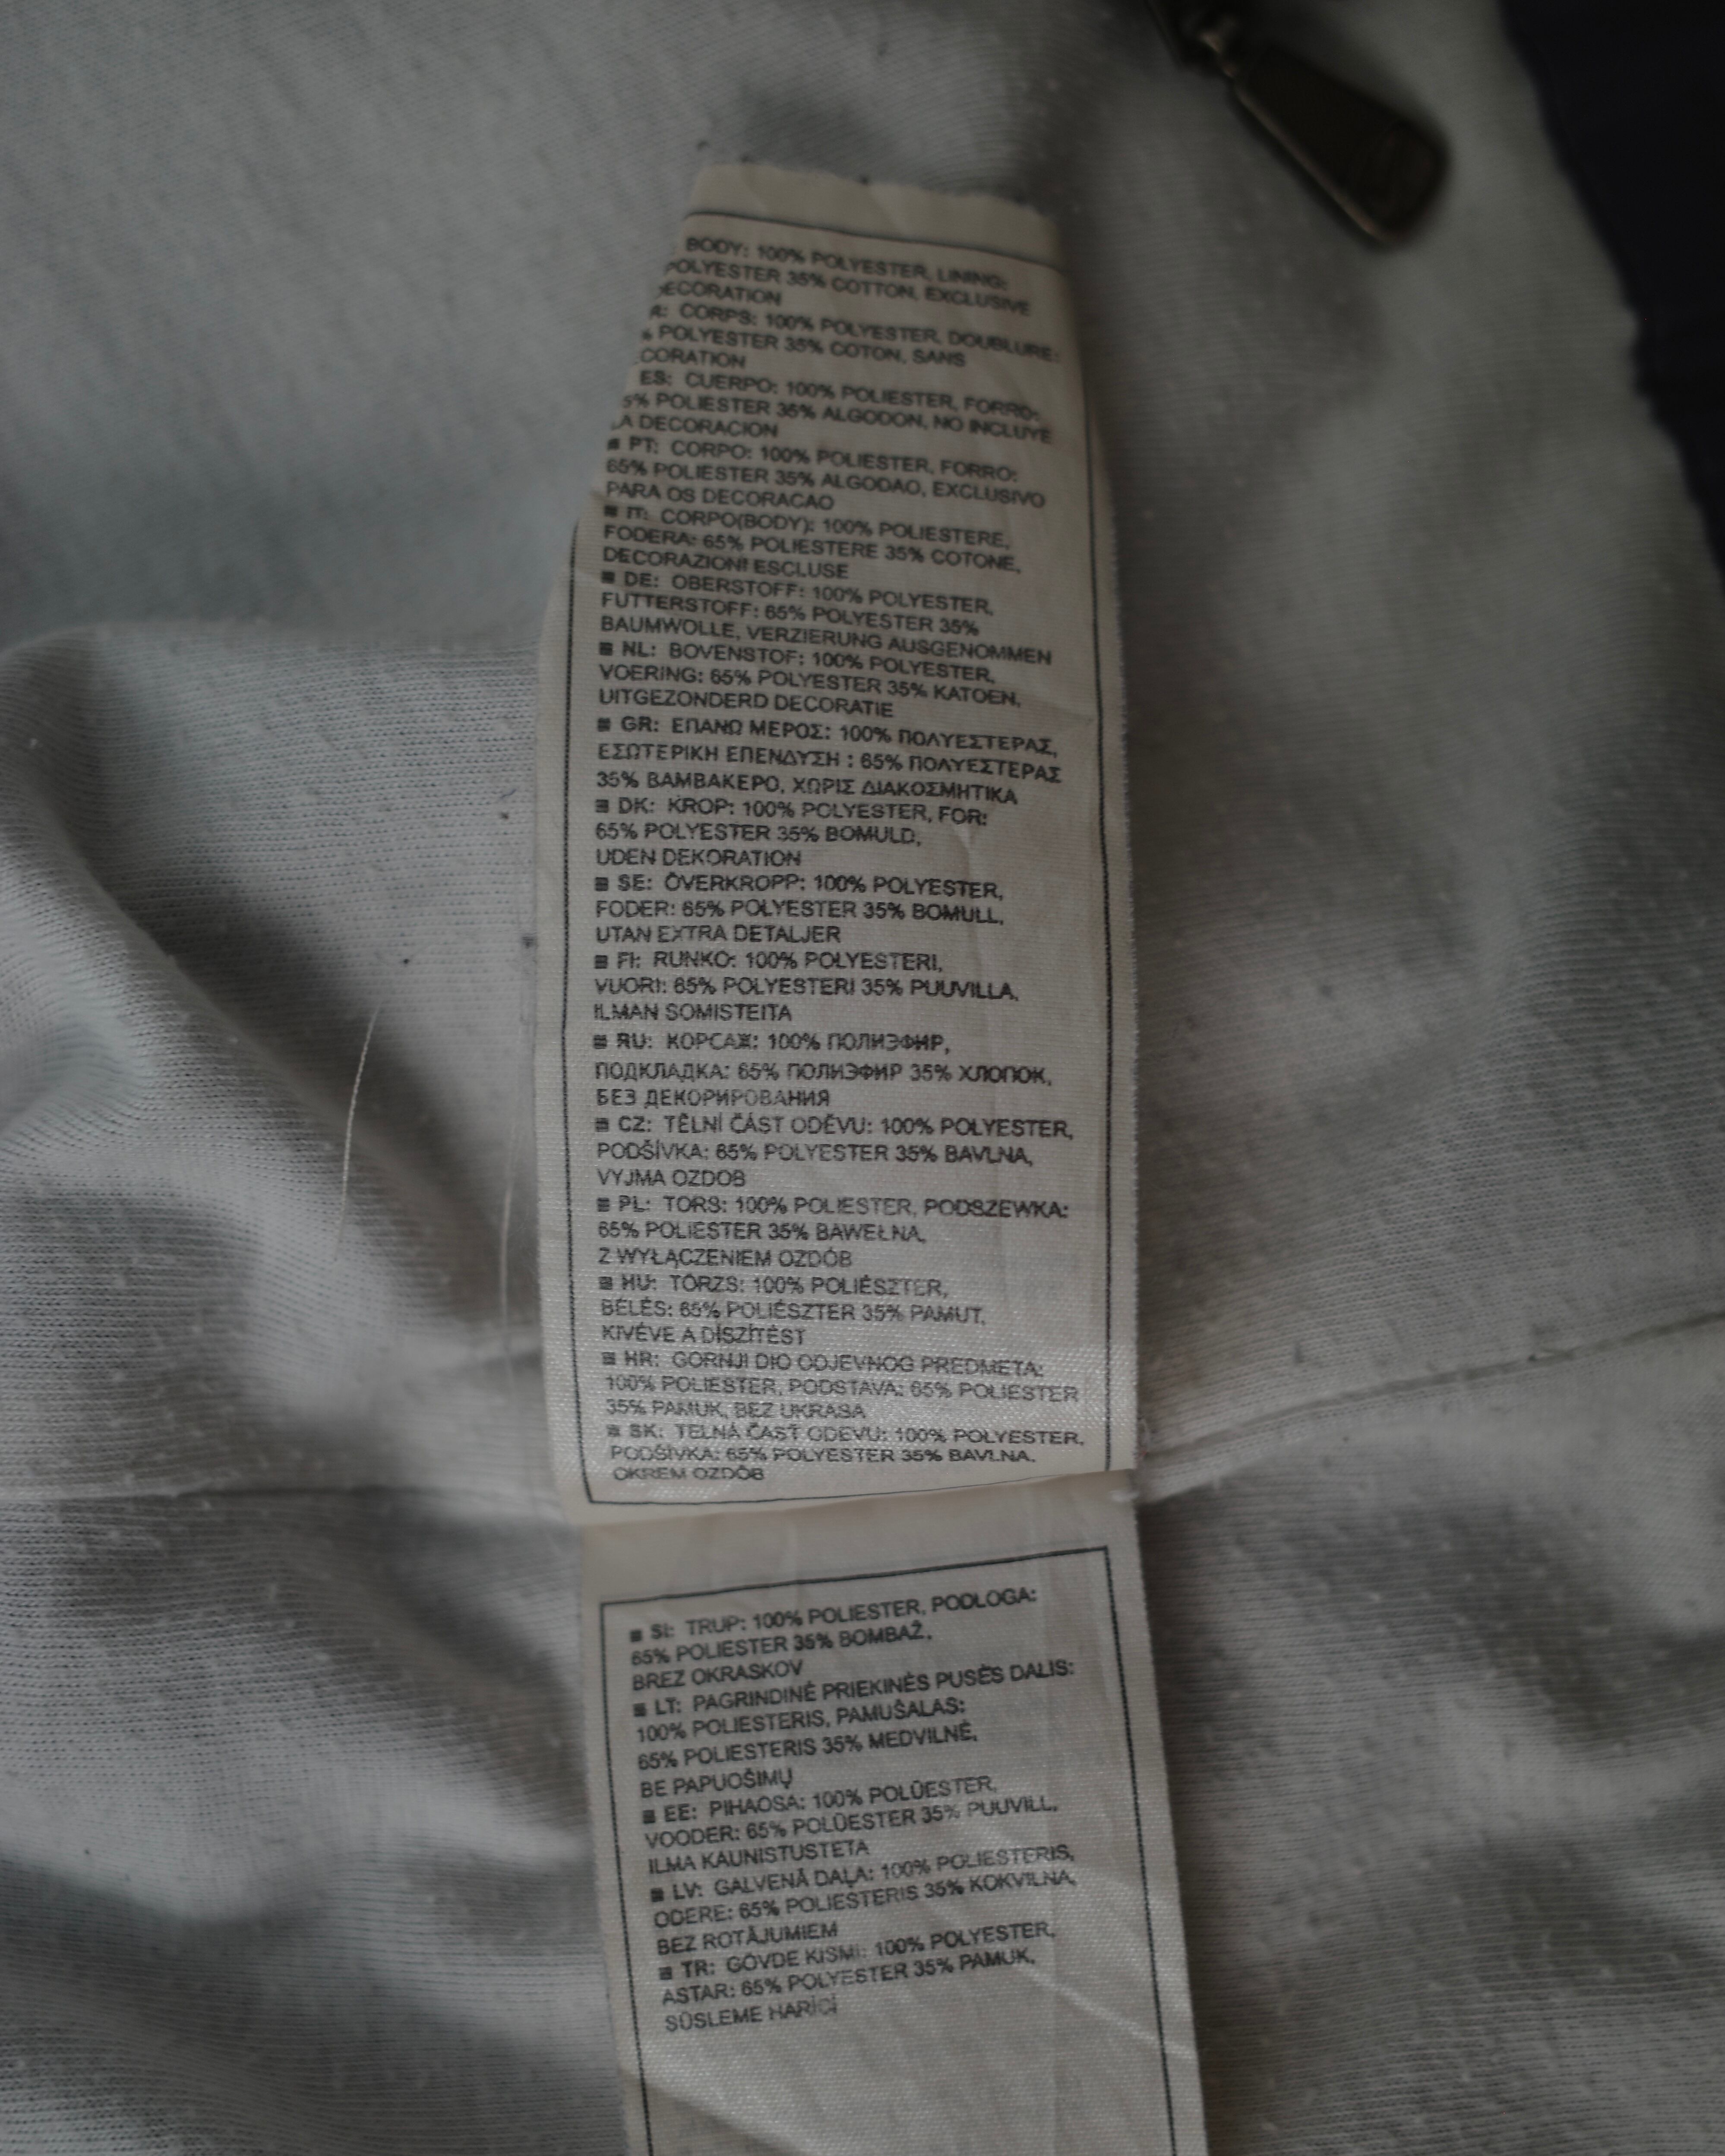 BODY: 100% POLYESTER, LINING:
POLYESTER 35% COTTON, EXCLUSIVE
ECORATION
R: CORPS: 100% POLYESTER, DOUBLURE:
% POLYESTER 35% COTON, SANS
CORATION
ES: CUERPO: 100% POLIESTER, FORRO:
5% POLIESTER 35% ALGODON, NO INCLUYE
LA DECORACION
■ PT: CORPO: 100% POLIESTER, FORRO:
65% POLIESTER 35% ALGODAO, EXCLUSIVO
PARA OS DECORACAO
■ IT: CORPO(BODY): 100% POLIESTERE,
FODERA: 65% POLIESTERE 35% COTONE,
DECORAZIONI ESCLUSE
■ DE: OBERSTOFF: 100% POLYESTER,
FUTTERSTOFF: 65% POLYESTER 35%
BAUMWOLLE, VERZIERUNG AUSGENOMMEN
■ NL: BOVENSTOF: 100% POLYESTER,
VOERING: 65% POLYESTER 35% KATOEN,
UITGEZONDERD DECORATIE
■ GR: ΕΠΑΝΩ ΜΕΡΟΣ: 100% ΠΟΛΥΕΣΤΕΡΑΣ,
ΕΣΩΤΕΡΙΚΗ ΕΠΕΝΔΥΣΗ : 65% ΠΟΛΥΕΣΤΕΡΑΣ
35% ΒΑΜΒΑΚΕΡΟ, ΧΩΡΙΣ ΔΙΑΚΟΣΜΗΤΙΚΑ
■ DK: KROP: 100% POLYESTER, FOR:
65% POLYESTER 35% BOMULD,
UDEN DEKORATION
■ SE: ÖVERKROPP: 100% POLYESTER,
FODER: 65% POLYESTER 35% BOMULL,
UTAN EXTRA DETALJER
■ FI: RUNKO: 100% POLYESTERI,
VUORI: 65% POLYESTERI 35% PUUVILLA,
ILMAN SOMISTEITA
■ RU: КОРСАЖ: 100% ПОЛИЭФИР,
ПОДКЛАДКА: 65% ПОЛИЭФИР 35% ХЛОПОК,
БЕЗ ДЕКОРИРОВАНИЯ
■ CZ: TĚLNÍ ČÁST ODĚVU: 100% POLYESTER,
PODŠÍVKA: 65% POLYESTER 35% BAVLNA,
VYJMA OZDOB
■ PL: TORS: 100% POLIESTER, PODSZEWKA:
65% POLIESTER 35% BAWEŁNA,
Z WYŁĄCZENIEM OZDÓB
■ HU: TÖRZS: 100% POLIÉSZTER,
BÉLÉS: 65% POLIÉSZTER 35% PAMUT,
KIVÉVE A DÍSZÍTÉST
■ HR: GORNJI DIO ODJEVNOG PREDMETA:
100% POLIESTER, PODSTAVA: 65% POLIESTER
35% PAMUK, BEZ UKRASA
■ SK: TELNÁ ČASŤ ODEVU: 100% POLYESTER,
PODŠÍVKA: 65% POLYESTER 35% BAVLNA,
OKREM OZDÔB
■ SI: TRUP: 100% POLIESTER, PODLOGA:
65% POLIESTER 35% BOMBAŽ,
BREZ OKRASKOV
■ LT: PAGRINDINĖ PRIEKINĖS PUSĖS DALIS:
100% POLIESTERIS, PAMUŠALAS:
65% POLIESTERIS 35% MEDVILNĖ,
BE PAPUOŠIMŲ
■ EE: PIHAOSA: 100% POLÜESTER,
VOODER: 65% POLÜESTER 35% PUUVILL,
ILMA KAUNISTUSTETA
■ LV: GALVENĀ DAĻA: 100% POLIESTERIS,
ODERE: 65% POLIESTERIS 35% KOKVILNA,
BEZ ROTĀJUMIEM
■ TR: GÖVDE KISMI: 100% POLYESTER,
ASTAR: 65% POLYESTER 35% PAMUK,
SÜSLEME HARİCİ